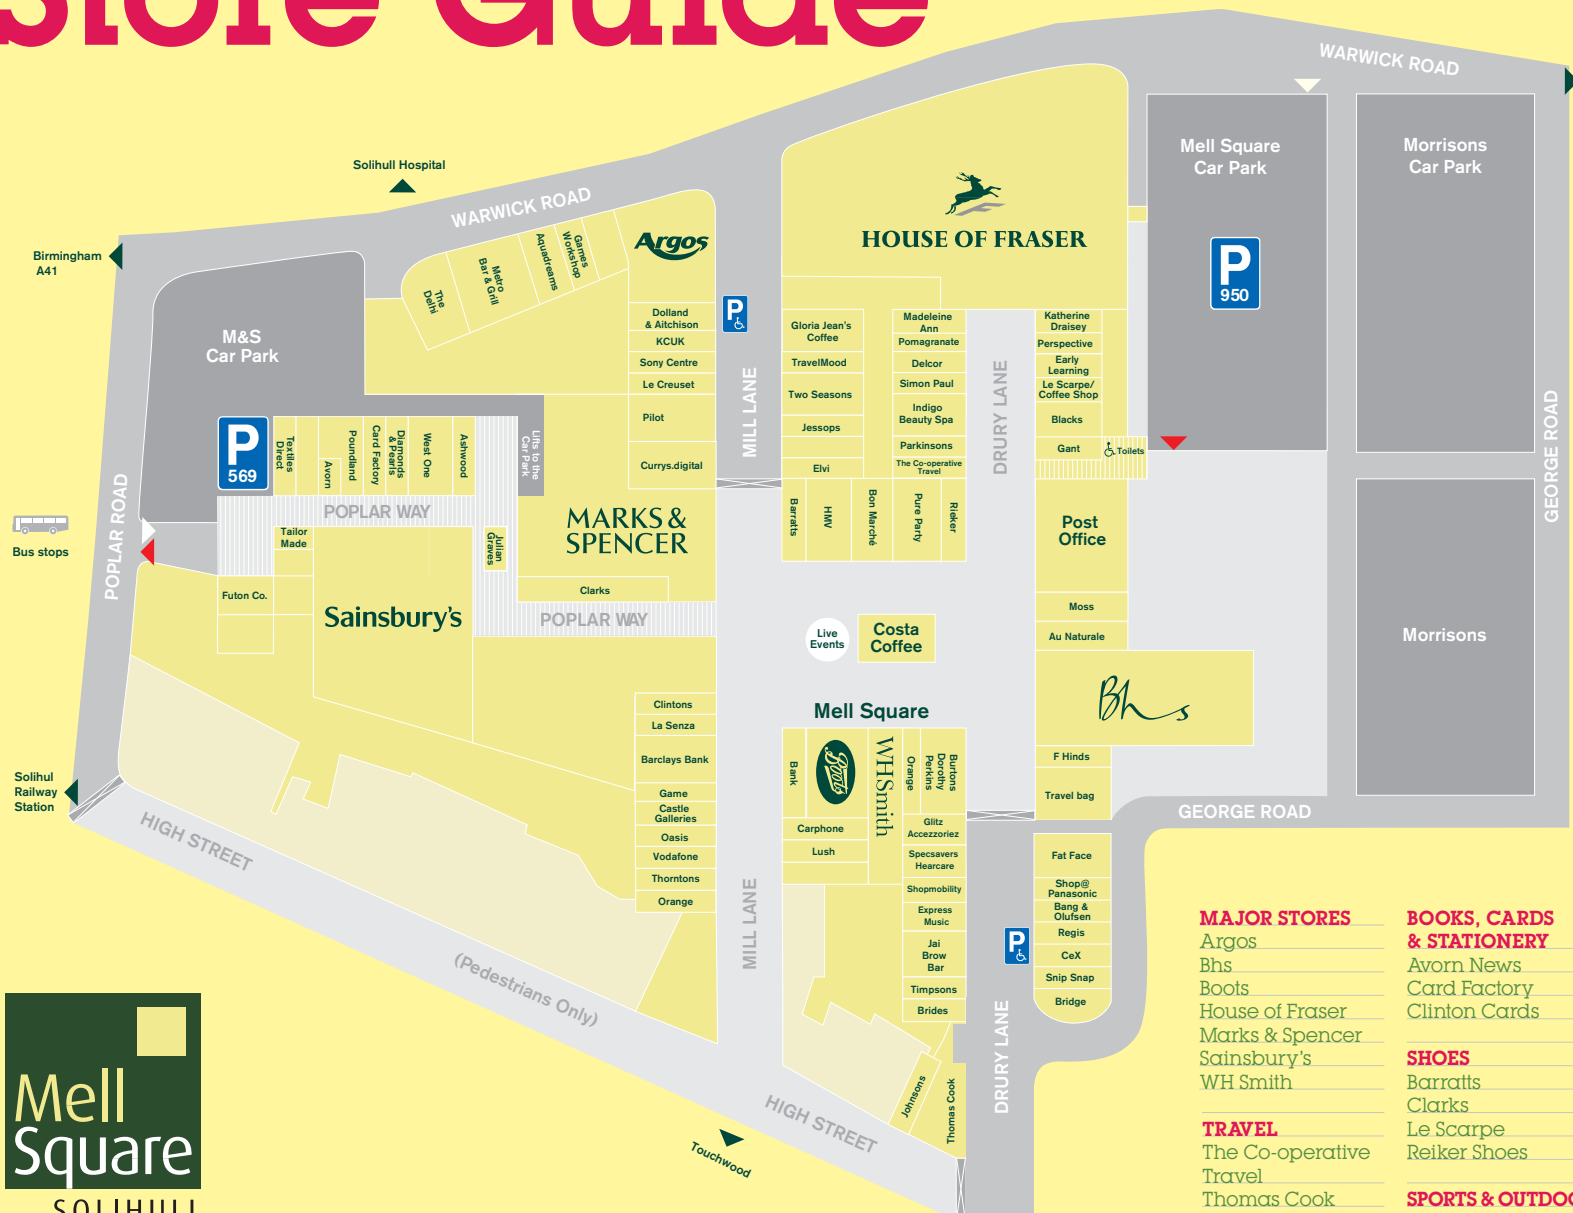 Store Guide
WARWICK ROAD
Solihull Hospital
WARWICK ROAD
Birmingham
A41
M&S
Car Park
P
569
The
Delhi
Metro
Bar & Grill
Aquadreams
Games
Workshop
Argos
Dolland
& Aitchison
KCUK
Sony Centre
Le Creuset
Pilot
Currys.digital
P
MILL LANE
HOUSE OF FRASER
Gloria Jean's
Coffee
TravelMood
Two Seasons
Jessops
Elvi
Madeleine
Ann
Pomagranate
Delcor
Simon Paul
Indigo
Beauty Spa
Parkinsons
The Co-operative
Travel
Barratts
HMV
Bon Marché
Pure Party
Rieker
DRURY LANE
Katherine
Draisey
Perspective
Early
Learning
Le Scarpe/
Coffee Shop
Blacks
Gant
Toilets
Post
Office
Moss
Au Naturale
Bhs
F Hinds
Travel bag
Mell Square
Car Park
P
950
Morrisons
Car Park
Morrisons
GEORGE ROAD
GEORGE ROAD
Textiles
Direct
Avorn
Poundland
Card Factory
Diamonds
& Pearls
West One
Ashwood
Lifts to the
Car Park
POPLAR WAY
Tailor
Made
Futon Co.
Sainsbury's
Julian
Graves
MARKS &
SPENCER
Clarks
POPLAR WAY
POPLAR ROAD
Bus stops
Solihul
Railway
Station
HIGH STREET
(Pedestrians Only)
Clintons
La Senza
Barclays Bank
Game
Castle
Galleries
Oasis
Vodafone
Thorntons
Orange
MILL LANE
Live
Events
Costa
Coffee
Mell Square
Bank
Boots
WHSmith
Orange
Burtons
Dorothy
Perkins
Carphone
Lush
Glitz
Accezzoriez
Specsavers
Hearcare
Shopmobility
Express
Music
Jai
Brow
Bar
Timpsons
Brides
Johnsons
Thomas Cook
P
DRURY LANE
Fat Face
Shop@
Panasonic
Bang &
Olufsen
Regis
CeX
Snip Snap
Bridge
HIGH STREET
Touchwood
Mell
Square
SOLIHULL
MAJOR STORES
Argos
Bhs
Boots
House of Fraser
Marks & Spencer
Sainsbury's
WH Smith
TRAVEL
The Co-operative
Travel
Thomas Cook
BOOKS, CARDS
& STATIONERY
Avorn News
Card Factory
Clinton Cards
SHOES
Barratts
Clarks
Le Scarpe
Reiker Shoes
SPORTS & OUTDOO